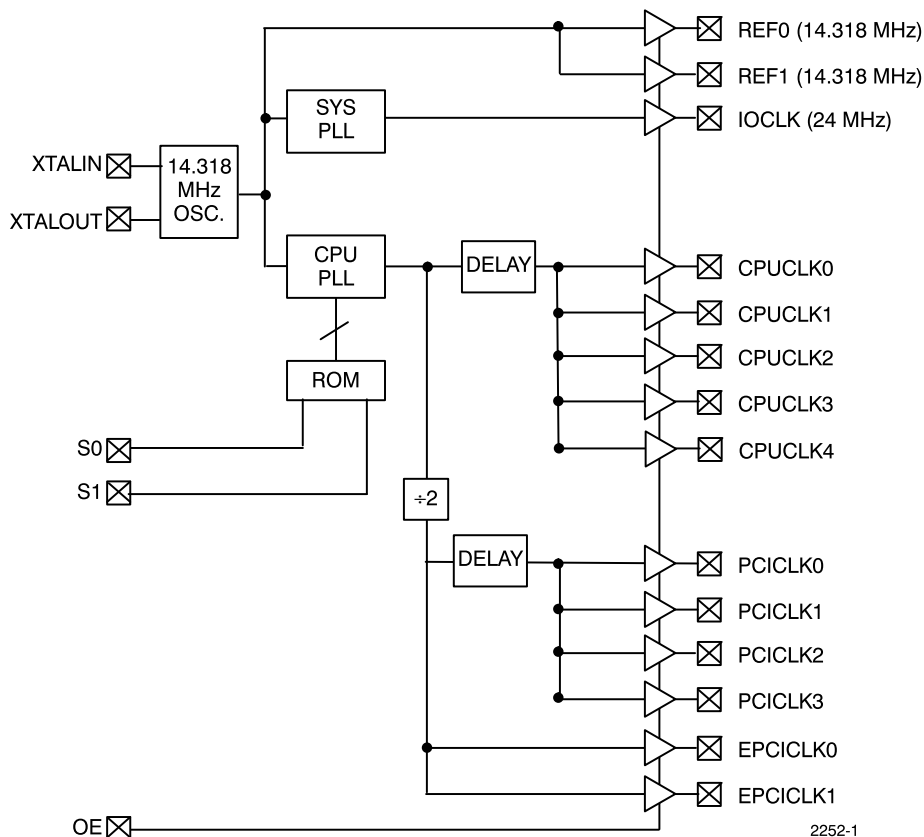 REF0 (14.318 MHz)
REF1 (14.318 MHz)
SYS
PLL
IOCLK (24 MHz)
XTALIN
14.318
MHz
OSC.
XTALOUT
CPU
PLL
DELAY
CPUCLK0
CPUCLK1
CPUCLK2
ROM
CPUCLK3
S0
CPUCLK4
S1
÷2
DELAY
PCICLK0
PCICLK1
PCICLK2
PCICLK3
EPCICLK0
EPCICLK1
OE
2252-1